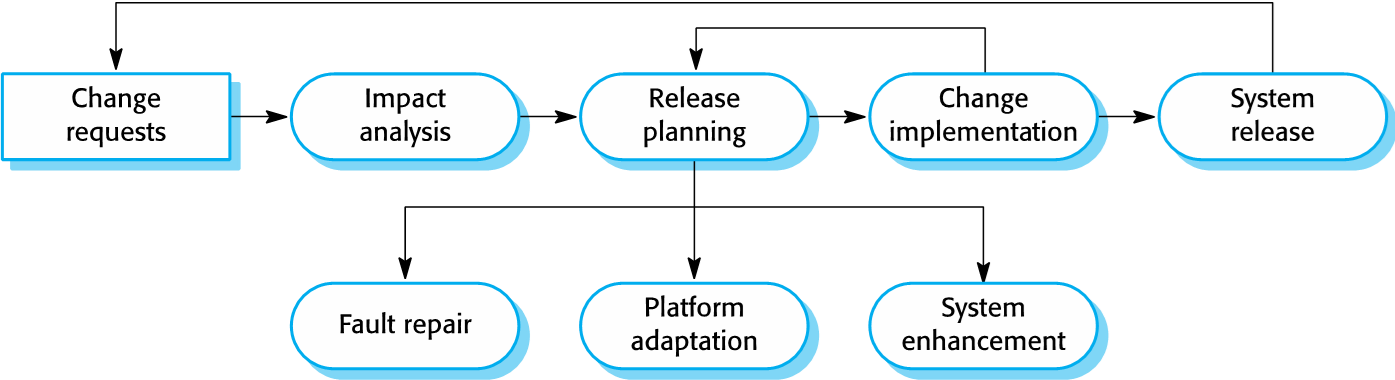 Change
requests
Impact
analysis
Release
planning
Change
implementation
System
release
Fault repair
Platform
adaptation
System
enhancement